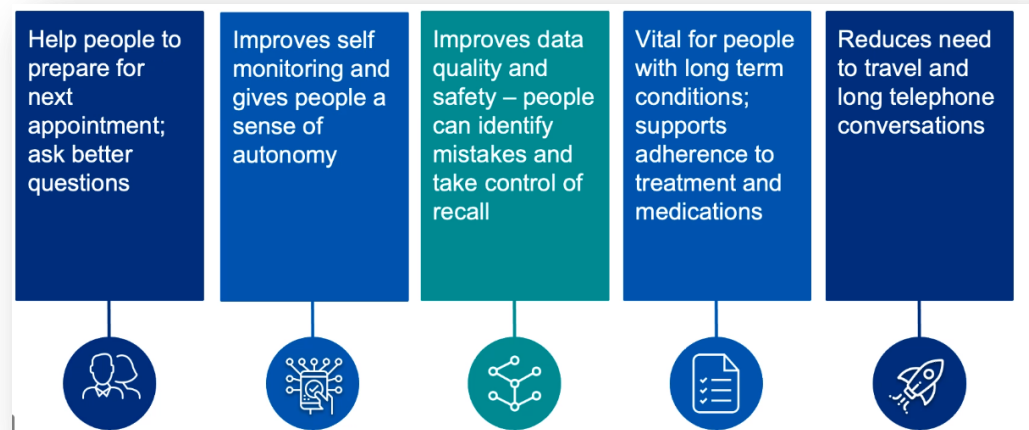 Help people to
prepare for
next
appointment;
ask better
questions
Improves self
monitoring and
gives people a
sense of
autonomy
Improves data
quality and
safety – people
can identify
mistakes and
take control of
recall
Vital for people
with long term
conditions;
supports
adherence to
treatment and
medications
Reduces need
to travel and
long telephone
conversations